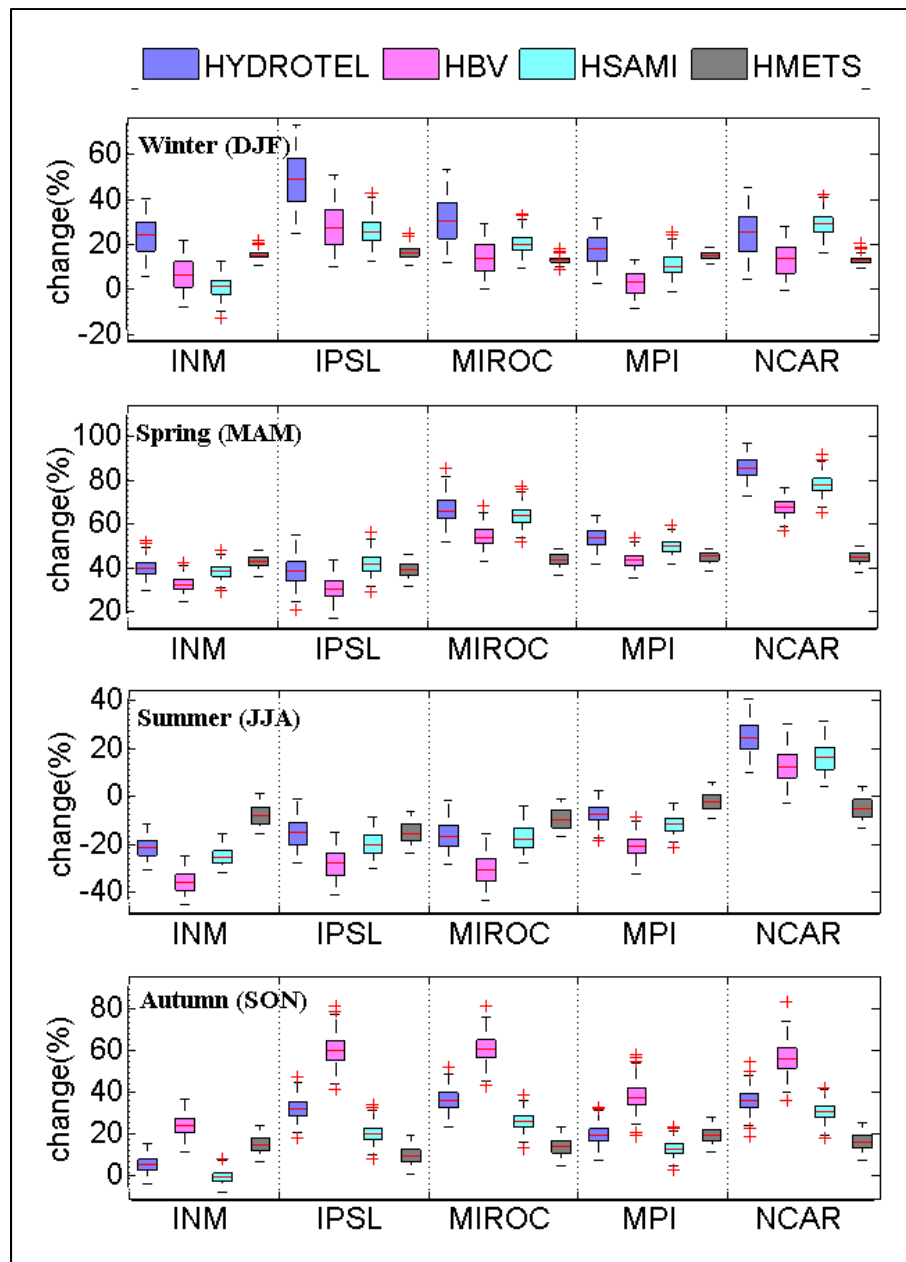 HYDROTEL HBV HSAMI HMETS
Winter (DJF)
change(%)
60
40
20
0
-20
INM IPSL MIROC MPI NCAR
Spring (MAM)
change(%)
100
80
60
40
20
INM IPSL MIROC MPI NCAR
Summer (JJA)
change(%)
40
20
0
-20
-40
INM IPSL MIROC MPI NCAR
Autumn (SON)
change(%)
80
60
40
20
0
INM IPSL MIROC MPI NCAR